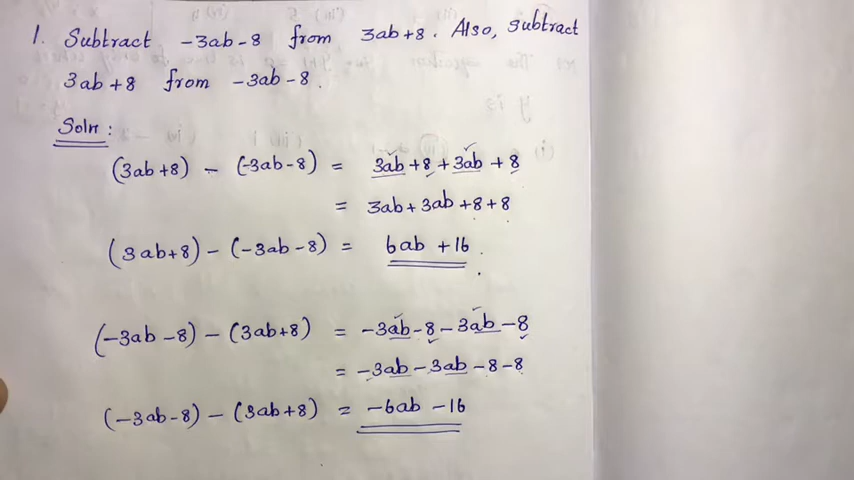 1. Subtract -3ab-8 from 3ab+8. Also, subtract
3ab+8 from -3ab-8.
Soln:
(3ab+8) - (-3ab-8) = 3ab+8+3ab+8
= 3ab+3ab+8+8
(3ab+8)-(-3ab-8) = 6ab+16.
(-3ab-8)-(3ab+8) = -3ab-8-3ab-8
= -3ab-3ab-8-8
(-3ab-8)-(3ab+8) = -6ab-16